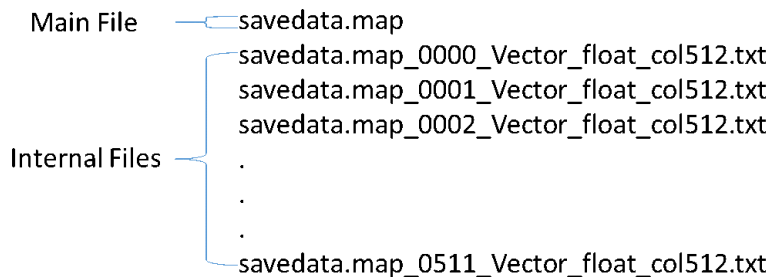 Main File savedata.map
savedata.map_0000_Vector_float_col512.txt
savedata.map_0001_Vector_float_col512.txt
savedata.map_0002_Vector_float_col512.txt
Internal Files .
.
.
savedata.map_0511_Vector_float_col512.txt